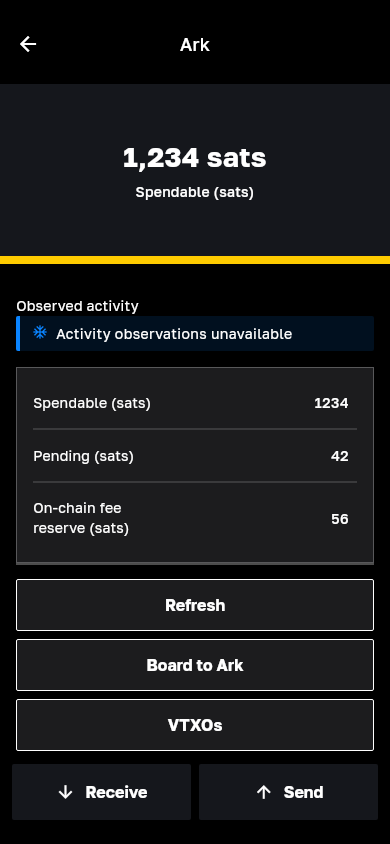 Ark
1,234 sats
Spendable (sats)
Observed activity
Activity observations unavailable
Spendable (sats) 1234
Pending (sats) 42
On-chain fee
reserve (sats) 56
Refresh
Board to Ark
VTXOs
Receive Send